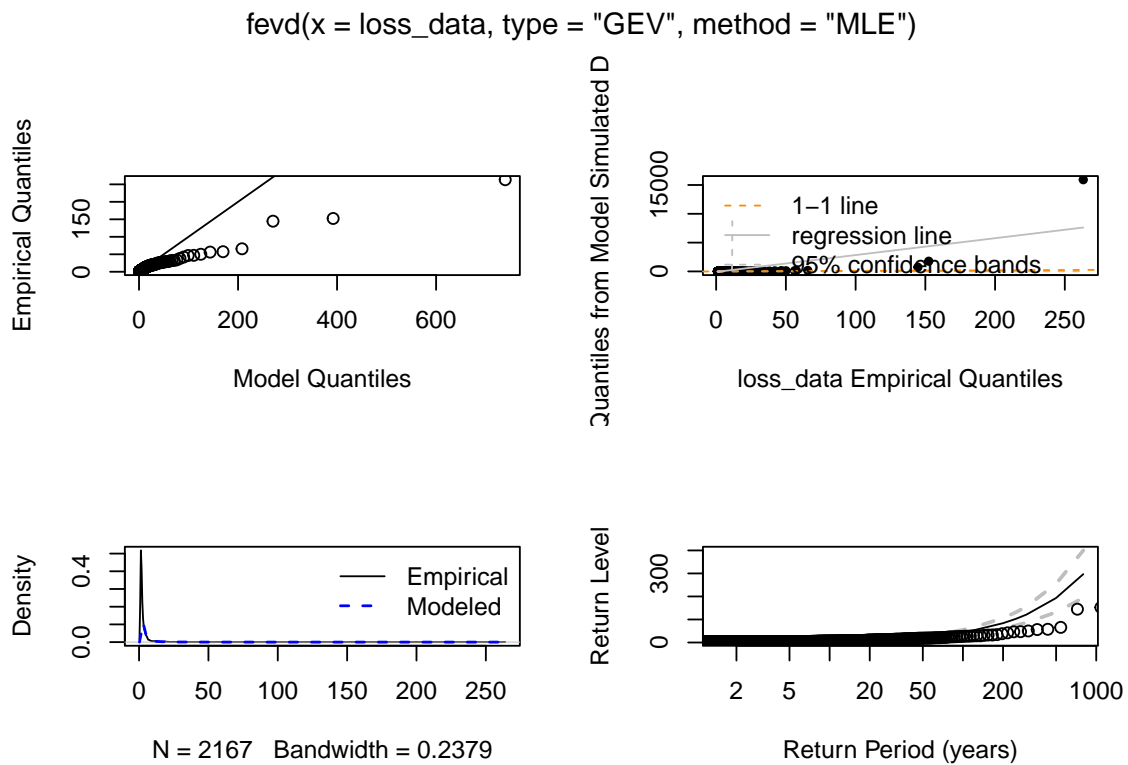 fevd(x = loss_data, type = "GEV", method = "MLE")
Empirical Quantiles
0
150
0
200
400
600
Model Quantiles
Quantiles from Model Simulated D
0
15000
1−1 line
regression line
95% confidence bands
0
50
100
150
200
250
loss_data Empirical Quantiles
Density
0.0
0.4
Empirical
Modeled
0
50
100
150
200
250
N = 2167 Bandwidth = 0.2379
Return Level
0
300
2
5
20
50
200
1000
Return Period (years)